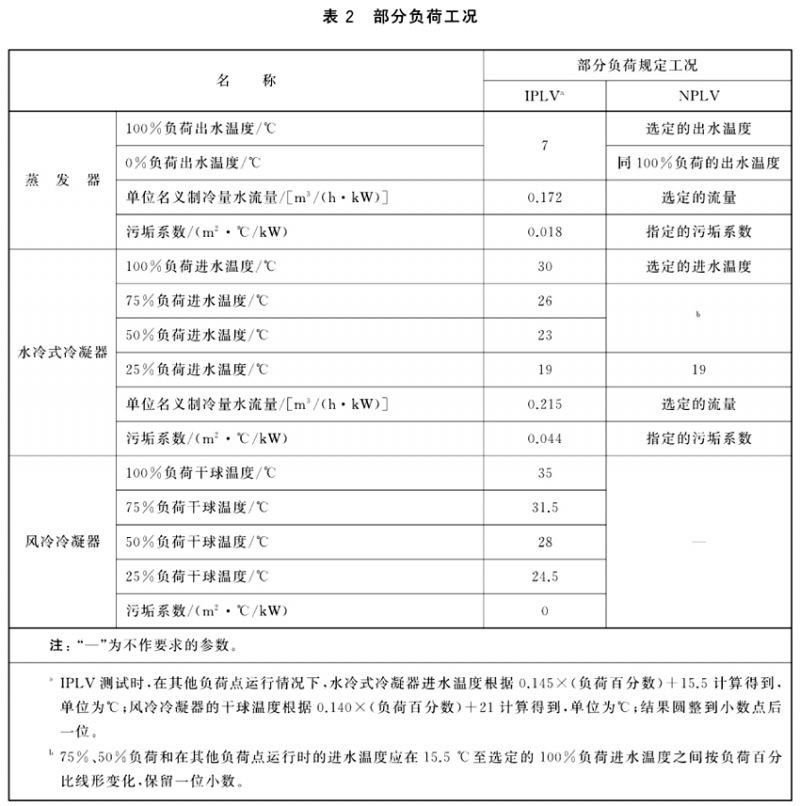 表 2 部分负荷工况
名 称
部分负荷规定工况
IPLVᵃ
NPLV
蒸 发 器
100%负荷出水温度/℃
7
选定的出水温度
0%负荷出水温度/℃
同100%负荷的出水温度
单位名义制冷量水流量/[m³/(h·kW)]
0.172
选定的流量
污垢系数/(m²·℃/kW)
0.018
指定的污垢系数
水冷式冷凝器
100%负荷进水温度/℃
30
选定的进水温度
75%负荷进水温度/℃
26
ᵇ
50%负荷进水温度/℃
23
25%负荷进水温度/℃
19
19
单位名义制冷量水流量/[m³/(h·kW)]
0.215
选定的流量
污垢系数/(m²·℃/kW)
0.044
指定的污垢系数
风冷冷凝器
100%负荷干球温度/℃
35
75%负荷干球温度/℃
31.5
50%负荷干球温度/℃
28
—
25%负荷干球温度/℃
24.5
污垢系数/(m²·℃/kW)
0
注：“—”为不作要求的参数。
ᵃ IPLV 测试时,在其他负荷点运行情况下,水冷式冷凝器进水温度根据 0.145×(负荷百分数)+15.5 计算得到,
单位为℃;风冷冷凝器的干球温度根据 0.140×(负荷百分数)+21 计算得到,单位为℃;结果圆整到小数点后
一位。
ᵇ 75%、50%负荷和在其他负荷点运行时的进水温度应在 15.5 ℃至选定的 100%负荷进水温度之间按负荷百分
比线形变化,保留一位小数。